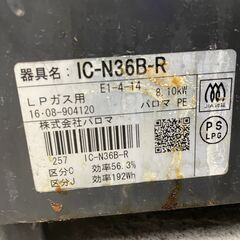 器具名: IC-N36B-R
E1-4-14
LPガス用 8.10kW
16·08-904120 パロマ PE
株式会社パロマ
257 IC-N36B-R
区分C 効率56.3%
区分J 効率192Wh
PS
LPG